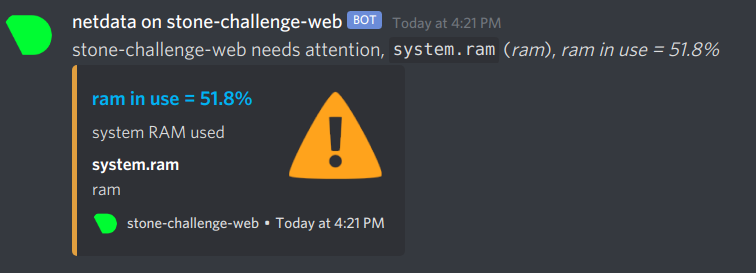 netdata on stone-challenge-web BOT Today at 4:21 PM
stone-challenge-web needs attention, system.ram (ram), ram in use = 51.8%
ram in use = 51.8%
system RAM used
system.ram
ram
stone-challenge-web • Today at 4:21 PM